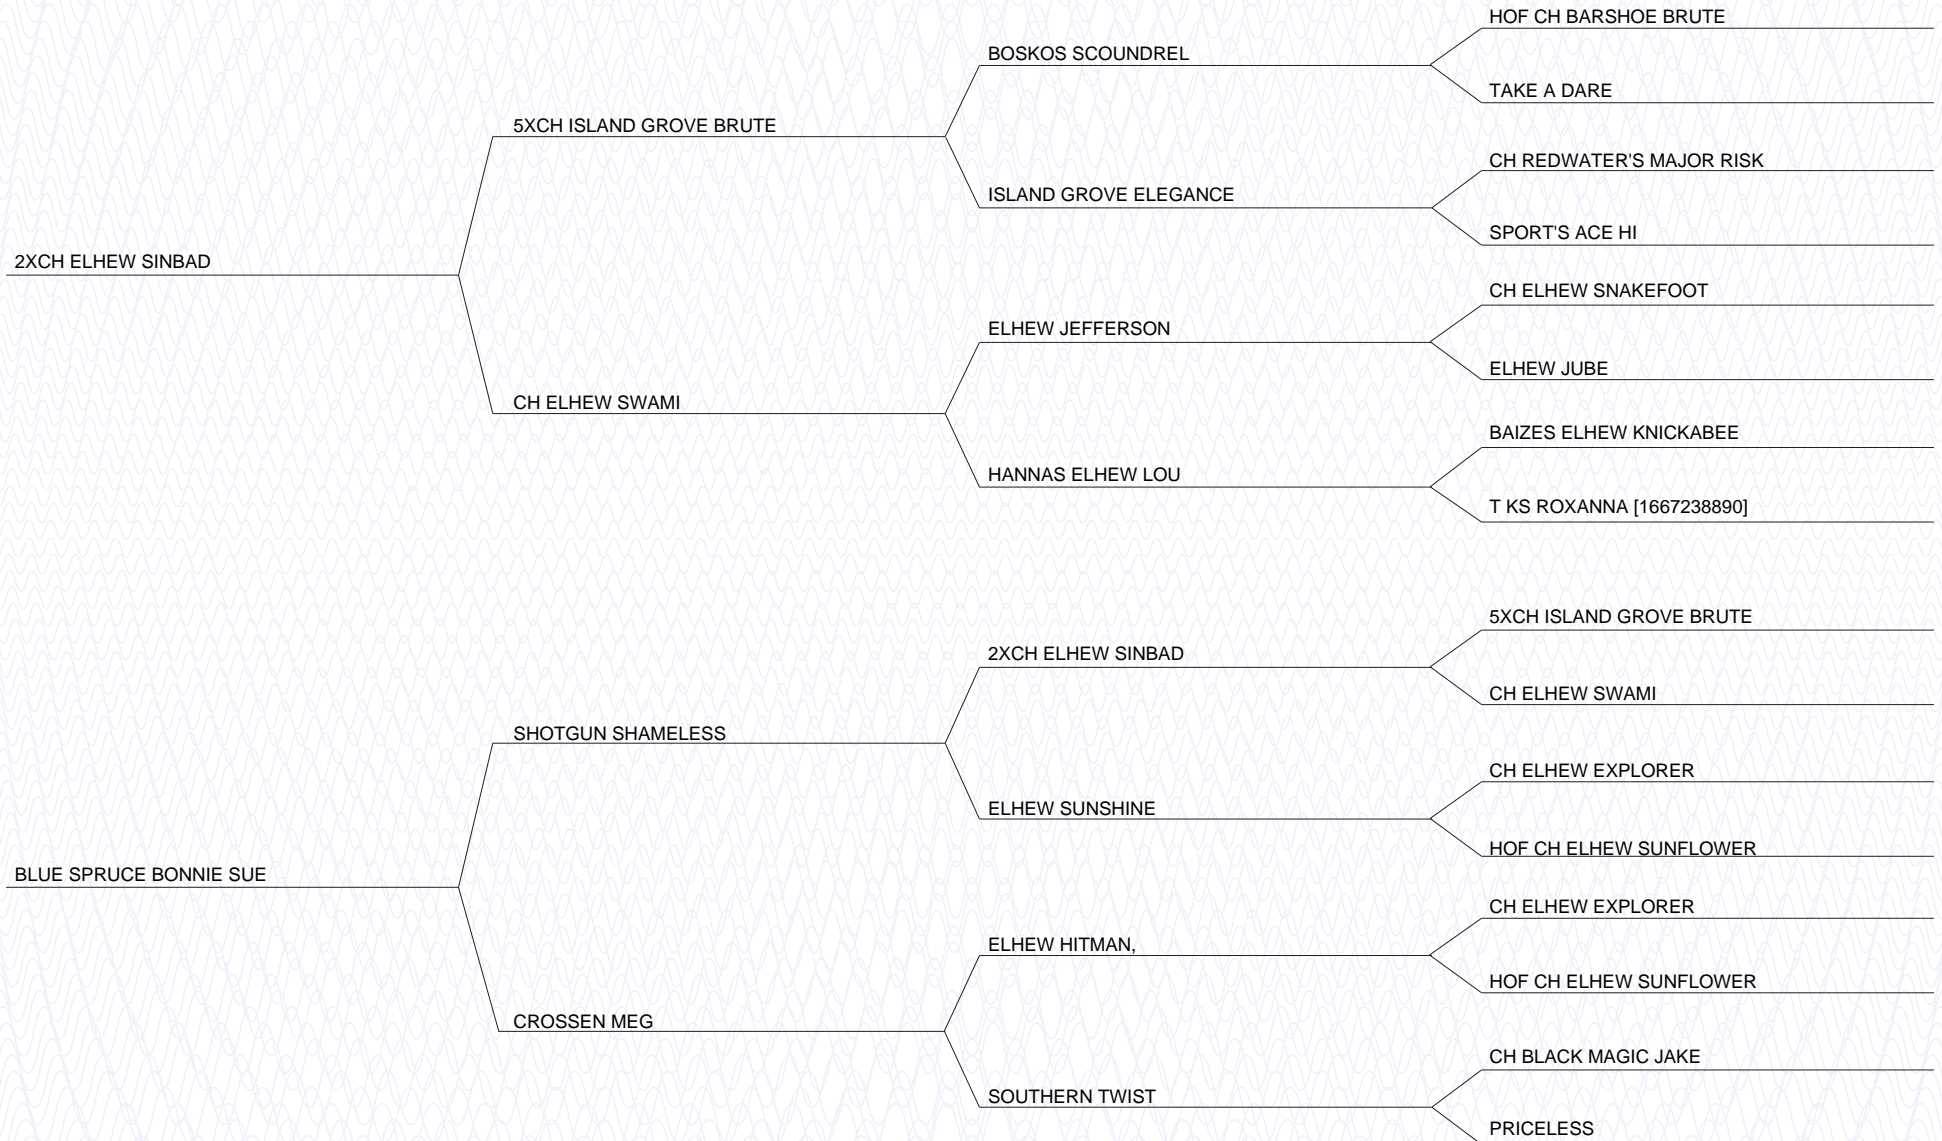 HOF CH BARSHOE BRUTE
BOSKOS SCOUNDREL
TAKE A DARE
5XCH ISLAND GROVE BRUTE
CH REDWATER'S MAJOR RISK
ISLAND GROVE ELEGANCE
SPORT'S ACE HI
2XCH ELHEW SINBAD
CH ELHEW SNAKEFOOT
ELHEW JEFFERSON
ELHEW JUBE
CH ELHEW SWAMI
BAIZES ELHEW KNICKABEE
HANNAS ELHEW LOU
T KS ROXANNA [1667238890]
5XCH ISLAND GROVE BRUTE
2XCH ELHEW SINBAD
CH ELHEW SWAMI
SHOTGUN SHAMELESS
CH ELHEW EXPLORER
ELHEW SUNSHINE
HOF CH ELHEW SUNFLOWER
BLUE SPRUCE BONNIE SUE
CH ELHEW EXPLORER
ELHEW HITMAN,
HOF CH ELHEW SUNFLOWER
CROSSEN MEG
CH BLACK MAGIC JAKE
SOUTHERN TWIST
PRICELESS